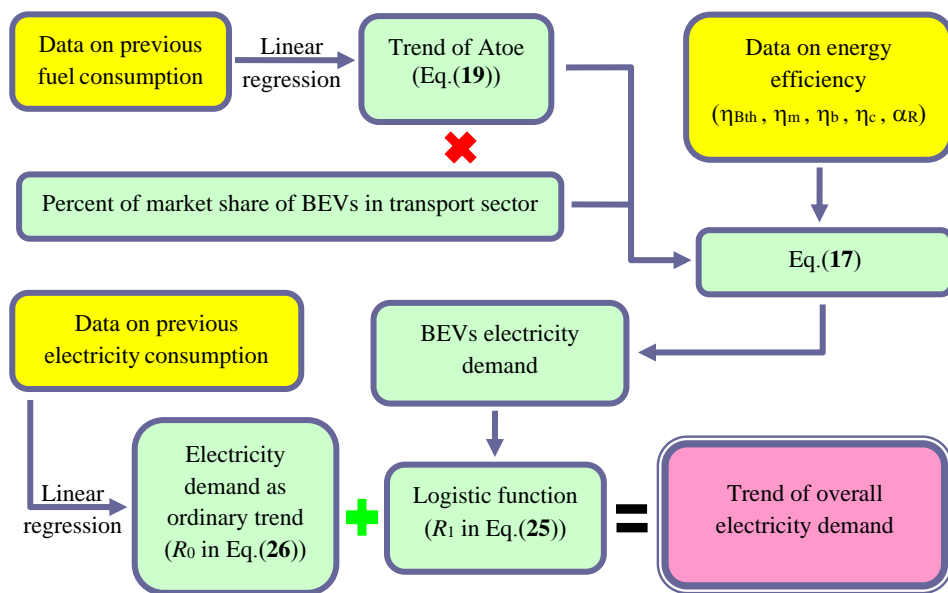 Data on previous
fuel consumption
Linear
regression
Trend of Atoe
(Eq.(19))
Data on energy
efficiency
(ηBth , ηm , ηb , ηc , αR)
Percent of market share of BEVs in transport sector
Eq.(17)
Data on previous
electricity consumption
BEVs electricity
demand
Linear
regression
Electricity
demand as
ordinary trend
(R0 in Eq.(26))
Logistic function
(R1 in Eq.(25))
Trend of overall
electricity demand